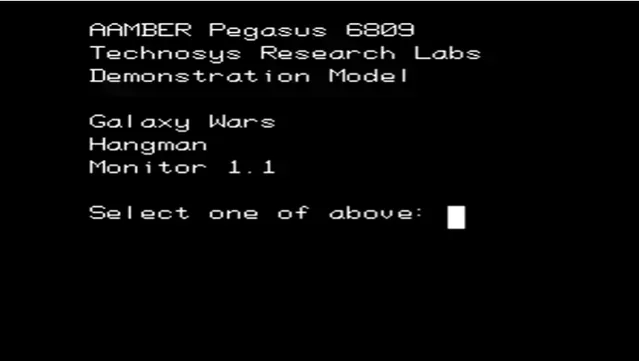 AAMBER Pegasus 6809
Technosys Research Labs
Demonstration Model
Galaxy Wars
Hangman
Monitor 1.1
Select one of above: